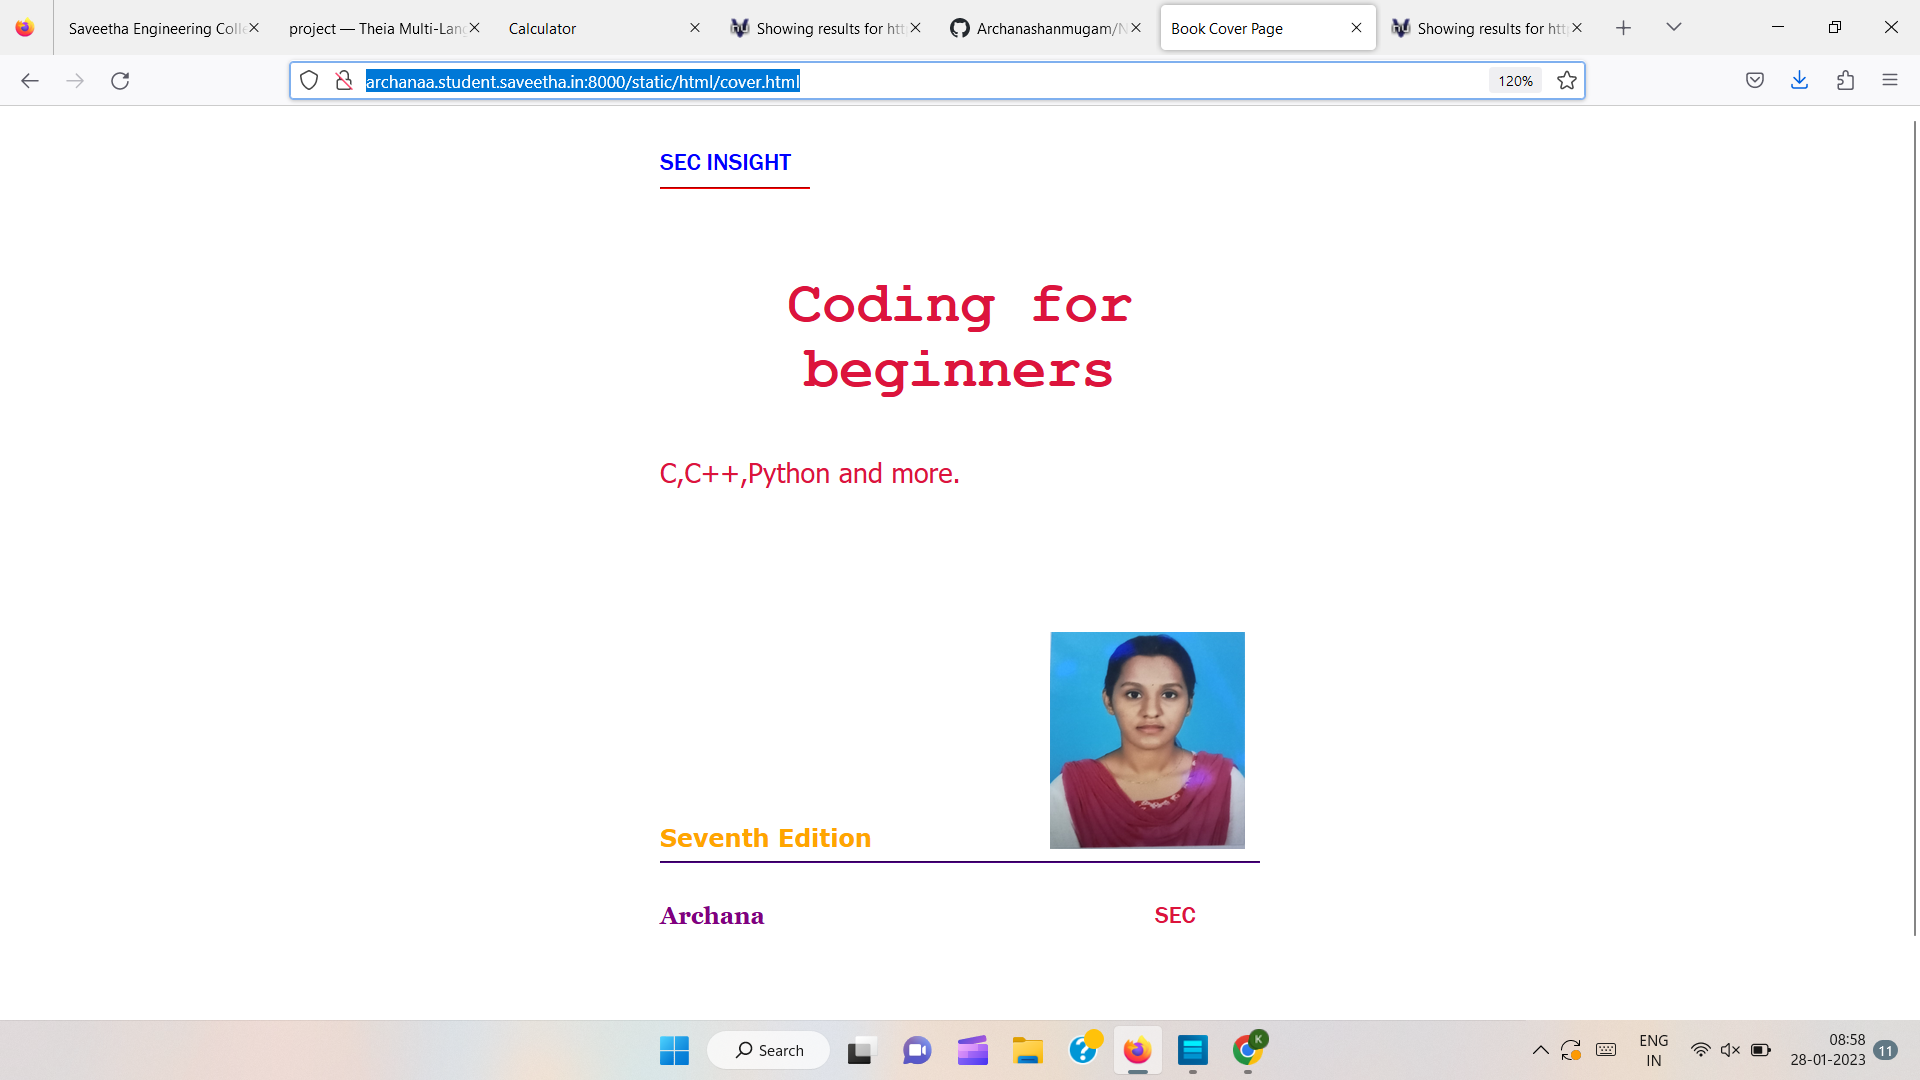 Saveetha Engineering Coll
project — Theia Multi-Lang
Calculator
Showing results for htt
Archanashanmugam/N
Book Cover Page
Showing results for htt
archanaa.student.saveetha.in:8000/static/html/cover.html
120%
SEC INSIGHT
Coding for
beginners
C,C++,Python and more.
Seventh Edition
Archana
SEC
Search
K
ENG
IN
08:58
28-01-2023
11